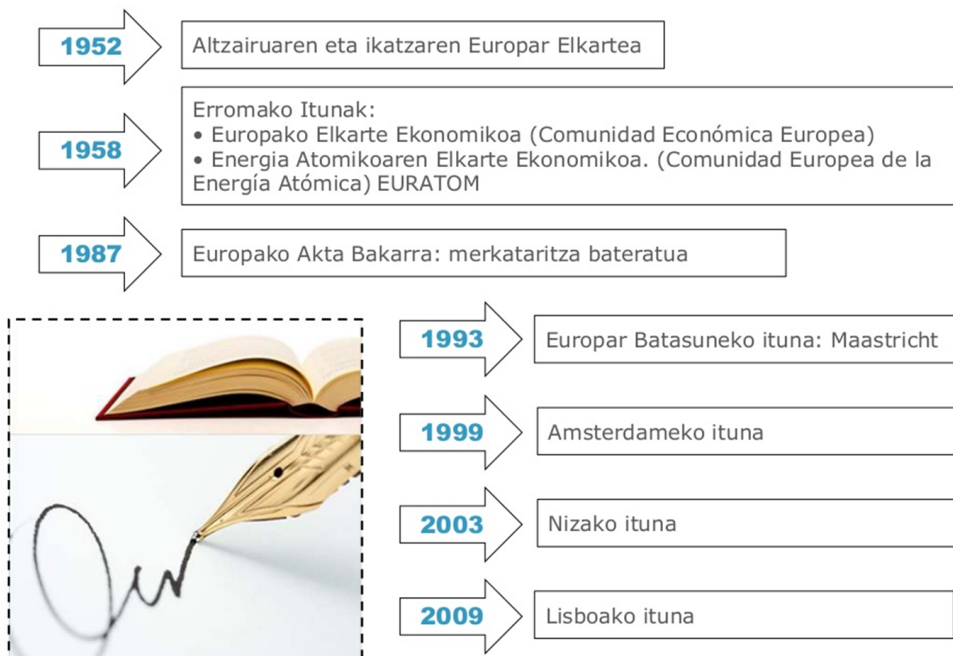 1952
Altzairuaren eta ikatzaren Europar Elkartea
1958
Erromako Itunak:
• Europako Elkarte Ekonomikoa (Comunidad Económica Europea)
• Energia Atomikoaren Elkarte Ekonomikoa. (Comunidad Europea de la
Energía Atómica) EURATOM
1987
Europako Akta Bakarra: merkataritza bateratua
1993
Europar Batasuneko ituna: Maastricht
1999
Amsterdameko ituna
2003
Nizako ituna
2009
Lisboako ituna